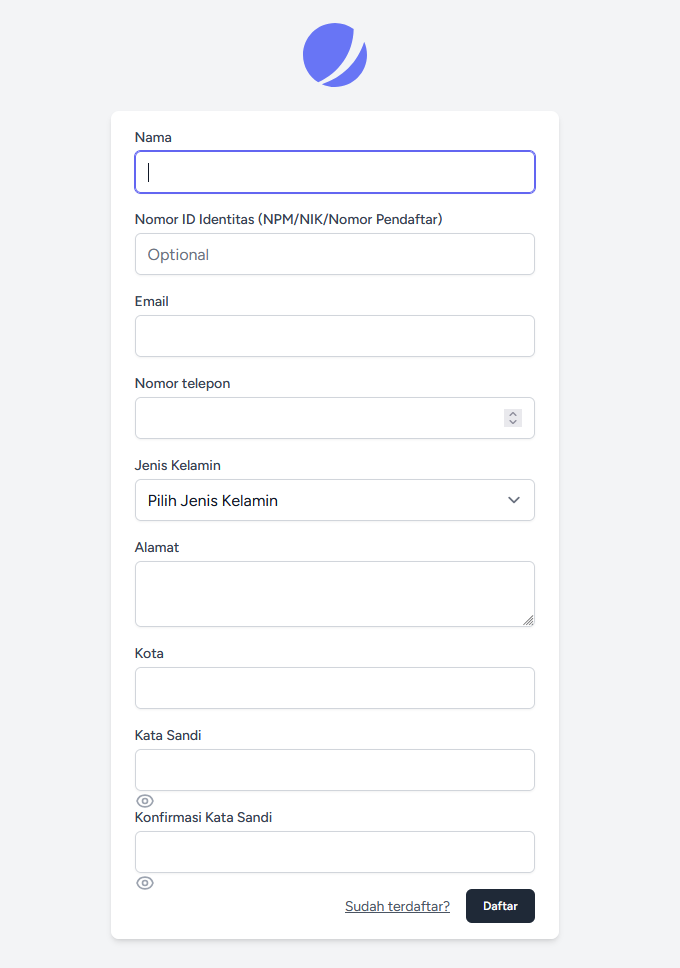 Nama
Nomor ID Identitas (NPM/NIK/Nomor Pendaftar)
Optional
Email
Nomor telepon
Jenis Kelamin
Pilih Jenis Kelamin
Alamat
Kota
Kata Sandi
Konfirmasi Kata Sandi
Sudah terdaftar? Daftar